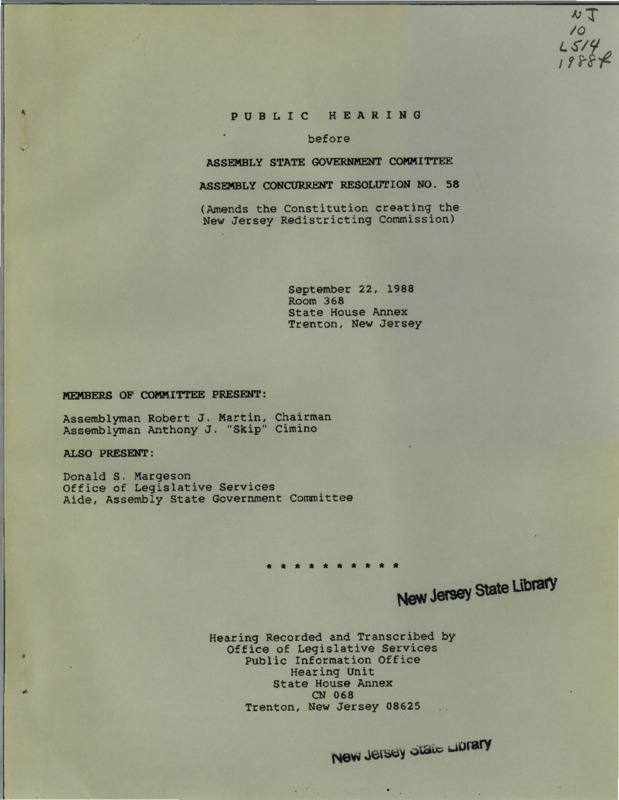 NJ
10
L514
1988f
PUBLIC HEARING
before
ASSEMBLY STATE GOVERNMENT COMMITTEE
ASSEMBLY CONCURRENT RESOLUTION NO. 58
(Amends the Constitution creating the
New Jersey Redistricting Commission)
September 22, 1988
Room 368
State House Annex
Trenton, New Jersey
MEMBERS OF COMMITTEE PRESENT:
Assemblyman Robert J. Martin, Chairman
Assemblyman Anthony J. "Skip" Cimino
ALSO PRESENT:
Donald S. Margeson
Office of Legislative Services
Aide, Assembly State Government Committee
* * * * * * * * * *
New Jersey State Library
Hearing Recorded and Transcribed by
Office of Legislative Services
Public Information Office
Hearing Unit
State House Annex
CN 068
Trenton, New Jersey 08625
New Jersey State Library